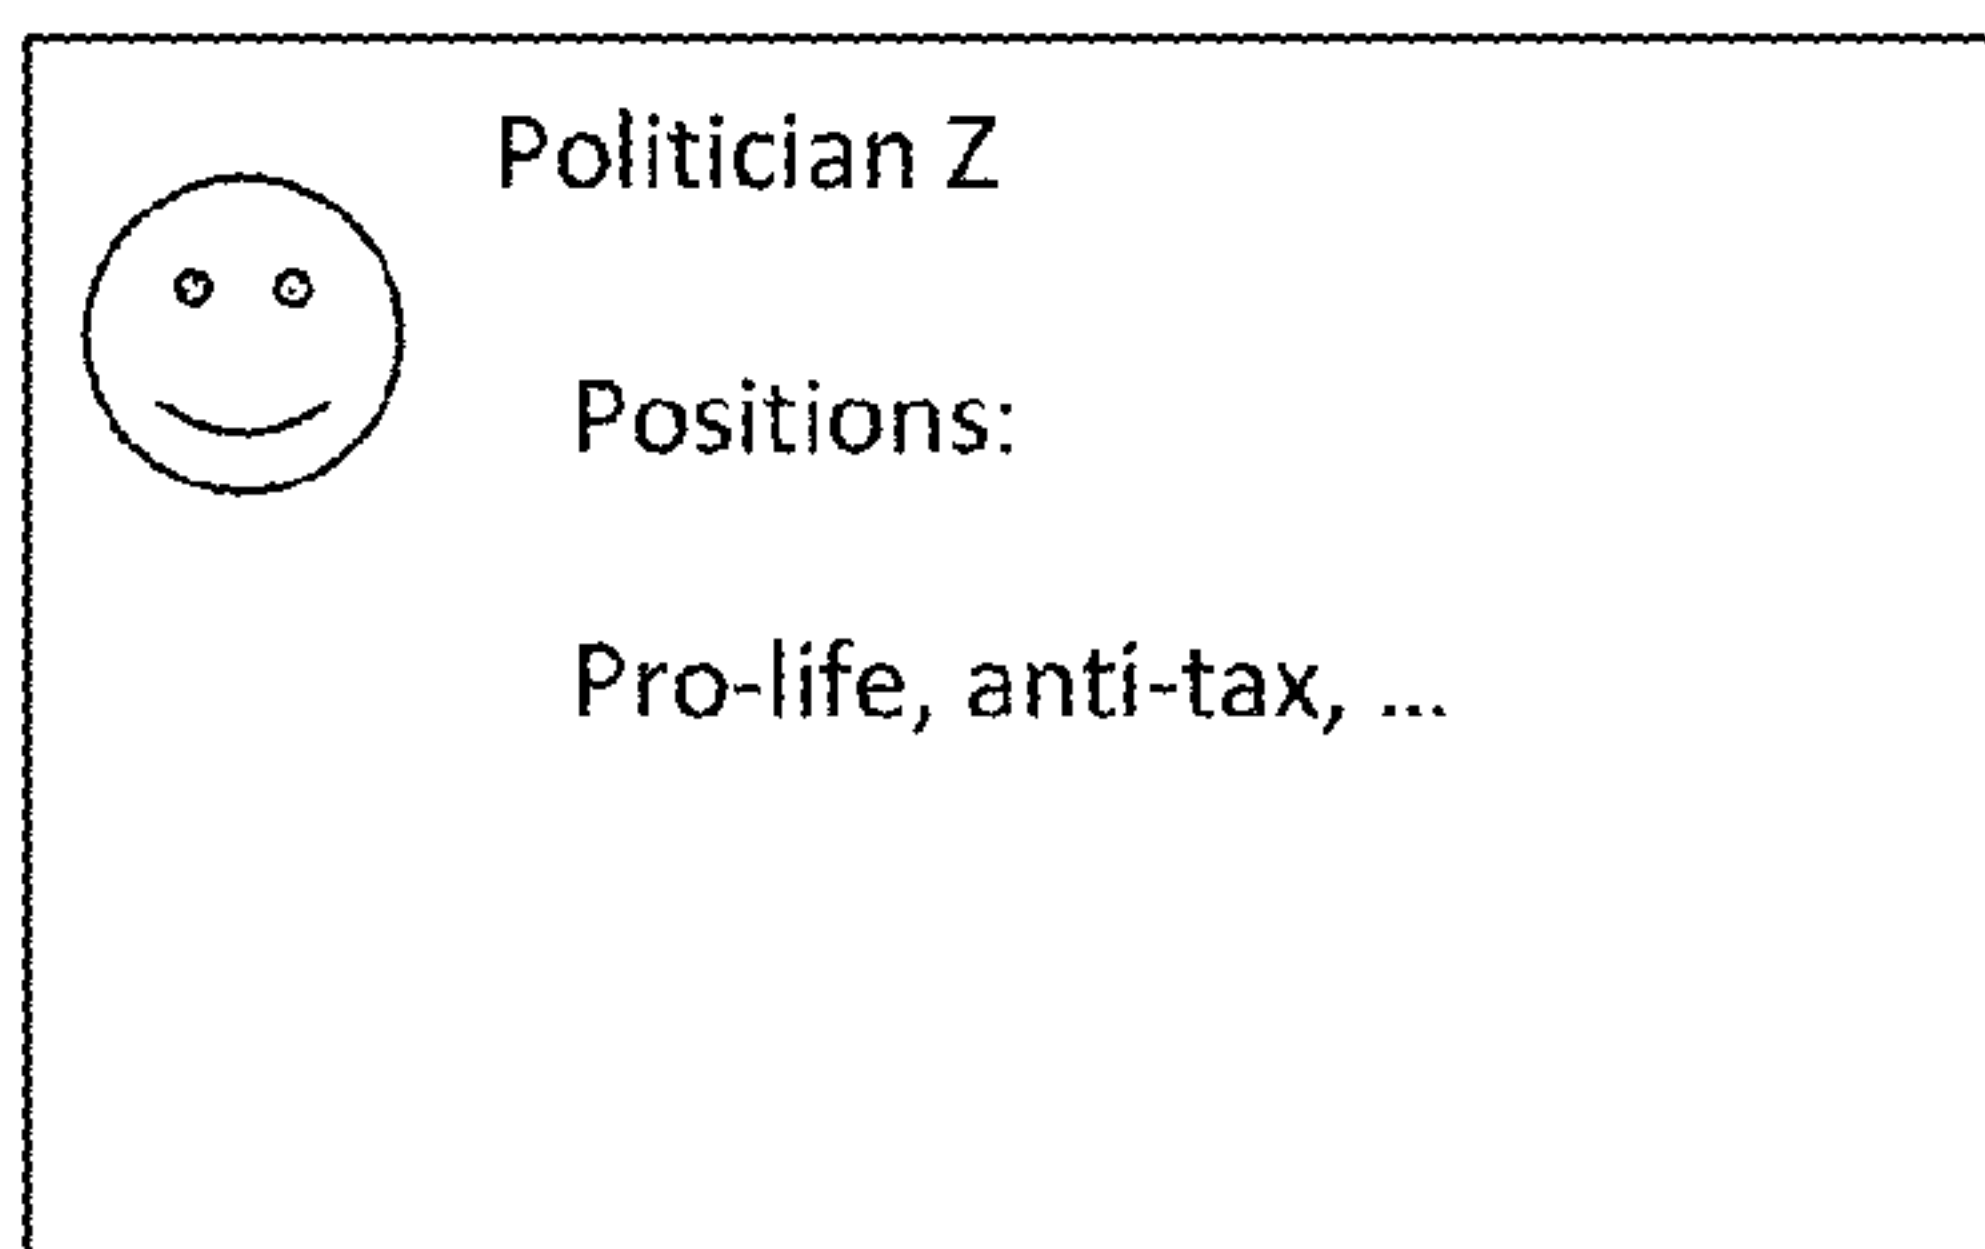 Politician Z
Positions:
Pro-life, anti-tax, ...